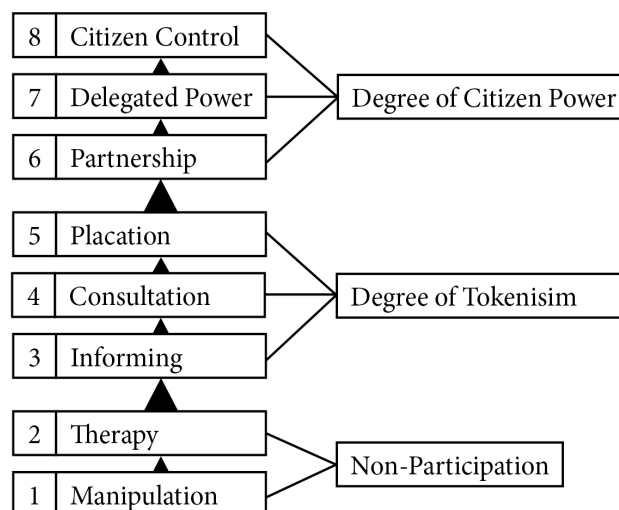 8 Citizen Control
7 Delegated Power
Degree of Citizen Power
6 Partnership
5 Placation
4 Consultation
Degree of Tokenisim
3 Informing
2 Therapy
Non-Participation
1 Manipulation